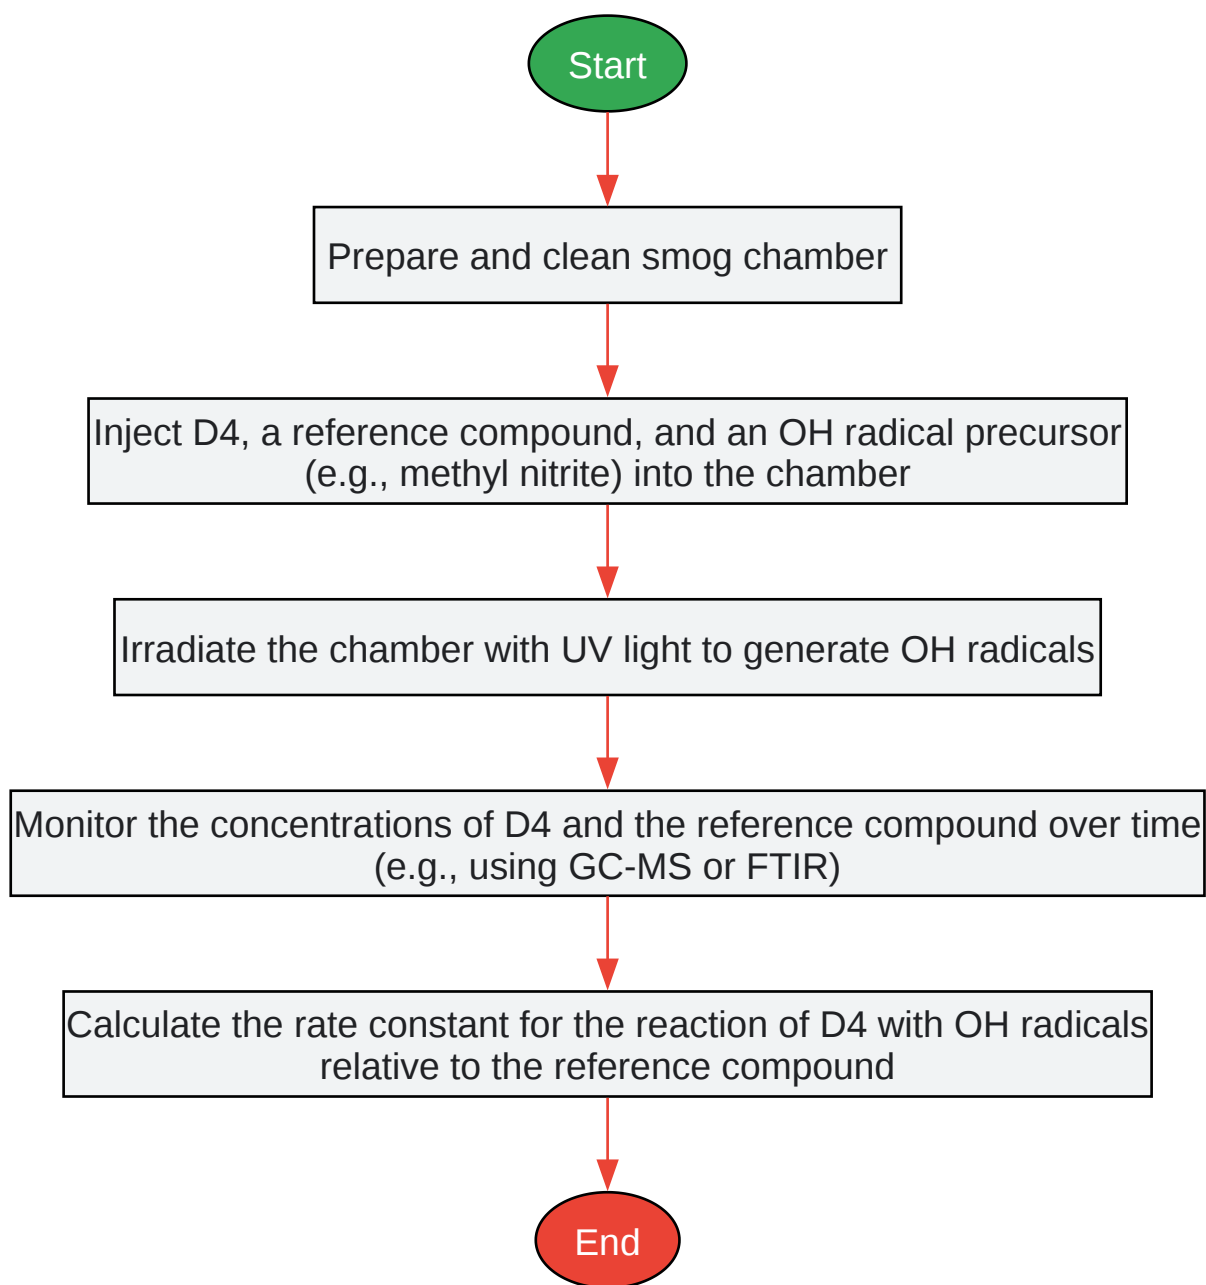 Start
Prepare and clean smog chamber
Inject D4, a reference compound, and an OH radical precursor
(e.g., methyl nitrite) into the chamber
Irradiate the chamber with UV light to generate OH radicals
Monitor the concentrations of D4 and the reference compound over time
(e.g., using GC-MS or FTIR)
Calculate the rate constant for the reaction of D4 with OH radicals
relative to the reference compound
End